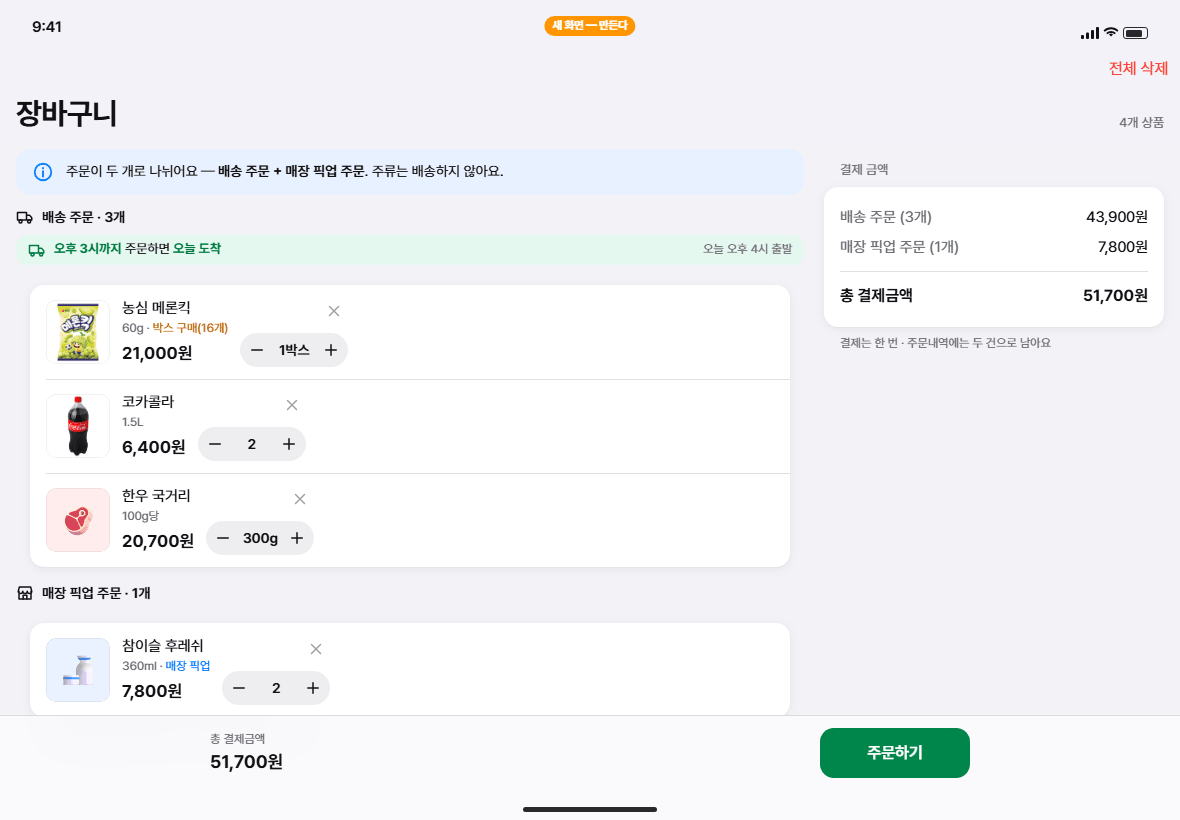 9:41
새 화면 — 만든다
전체 삭제
장바구니
4개 상품
주문이 두 개로 나뉘어요 — 배송 주문 + 매장 픽업 주문. 주류는 배송하지 않아요.
배송 주문 · 3개
오후 3시까지 주문하면 오늘 도착
오늘 오후 4시 출발
농심 메론킥
60g · 박스 구매(16개)
21,000원
1박스
코카콜라
1.5L
6,400원
2
한우 국거리
100g당
20,700원
300g
매장 픽업 주문 · 1개
참이슬 후레쉬
360ml · 매장 픽업
7,800원
2
결제 금액
배송 주문 (3개) 43,900원
매장 픽업 주문 (1개) 7,800원
총 결제금액 51,700원
결제는 한 번 · 주문내역에는 두 건으로 남아요
총 결제금액
51,700원
주문하기